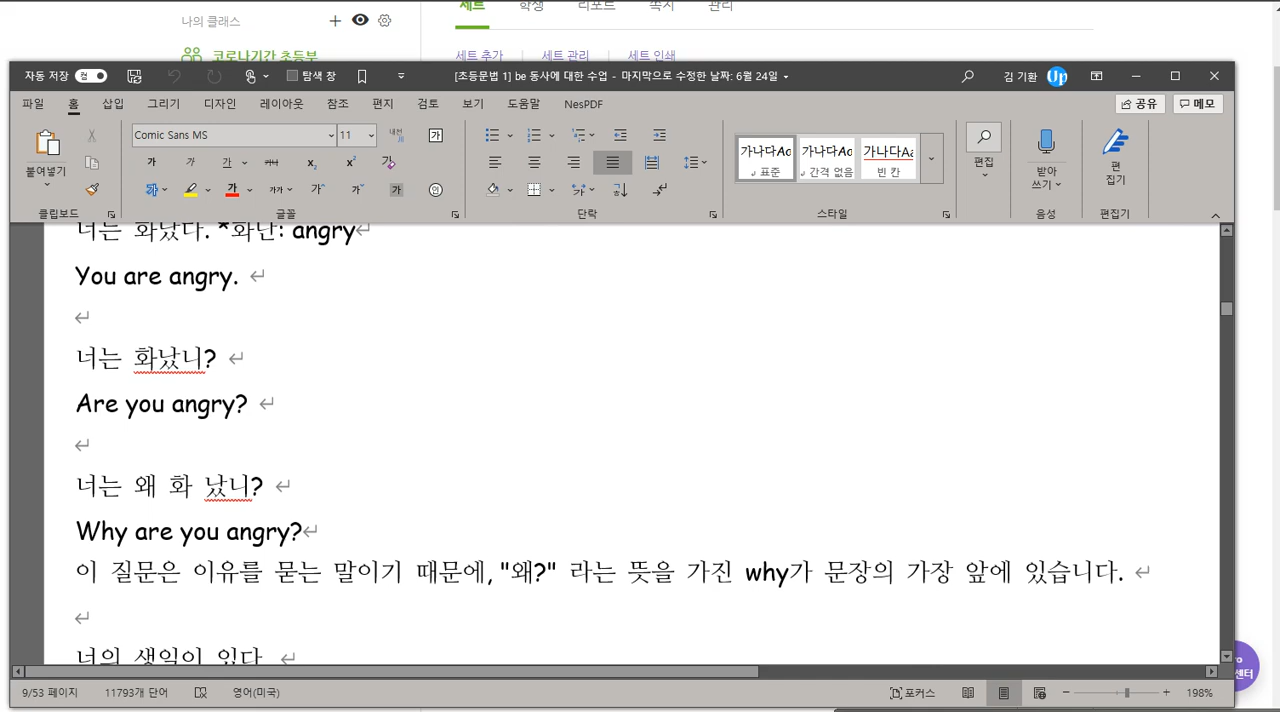 나의 클래스
세트 학생 리포트 쪽지 관리
코로나기간 초등부
세트 추가 세트 관리 세트 인쇄
자동 저장 컴 탐색 창 [초등문법 1] be 동사에 대한 수업 - 마지막으로 수정한 날짜: 6월 24일 김 기환 Up
파일 홈 삽입 그리기 디자인 레이아웃 참조 편지 검토 보기 도움말 NesPDF 공유 메모
Comic Sans MS 11 가
붙여넣기 편집 받아쓰기 편집기
가나다Aa 가나다Aa 가나다Aa
표준 간격 없음 빈 칸
클립보드 글꼴 단락 스타일 음성 편집기
너는 화났다. *화난: angry
You are angry.
너는 화났니?
Are you angry?
너는 왜 화 났니?
Why are you angry?
이 질문은 이유를 묻는 말이기 때문에, "왜?" 라는 뜻을 가진 why가 문장의 가장 앞에 있습니다.
너의 생일이 있다
센터
9/53 페이지 11793개 단어 영어(미국) 포커스 198%